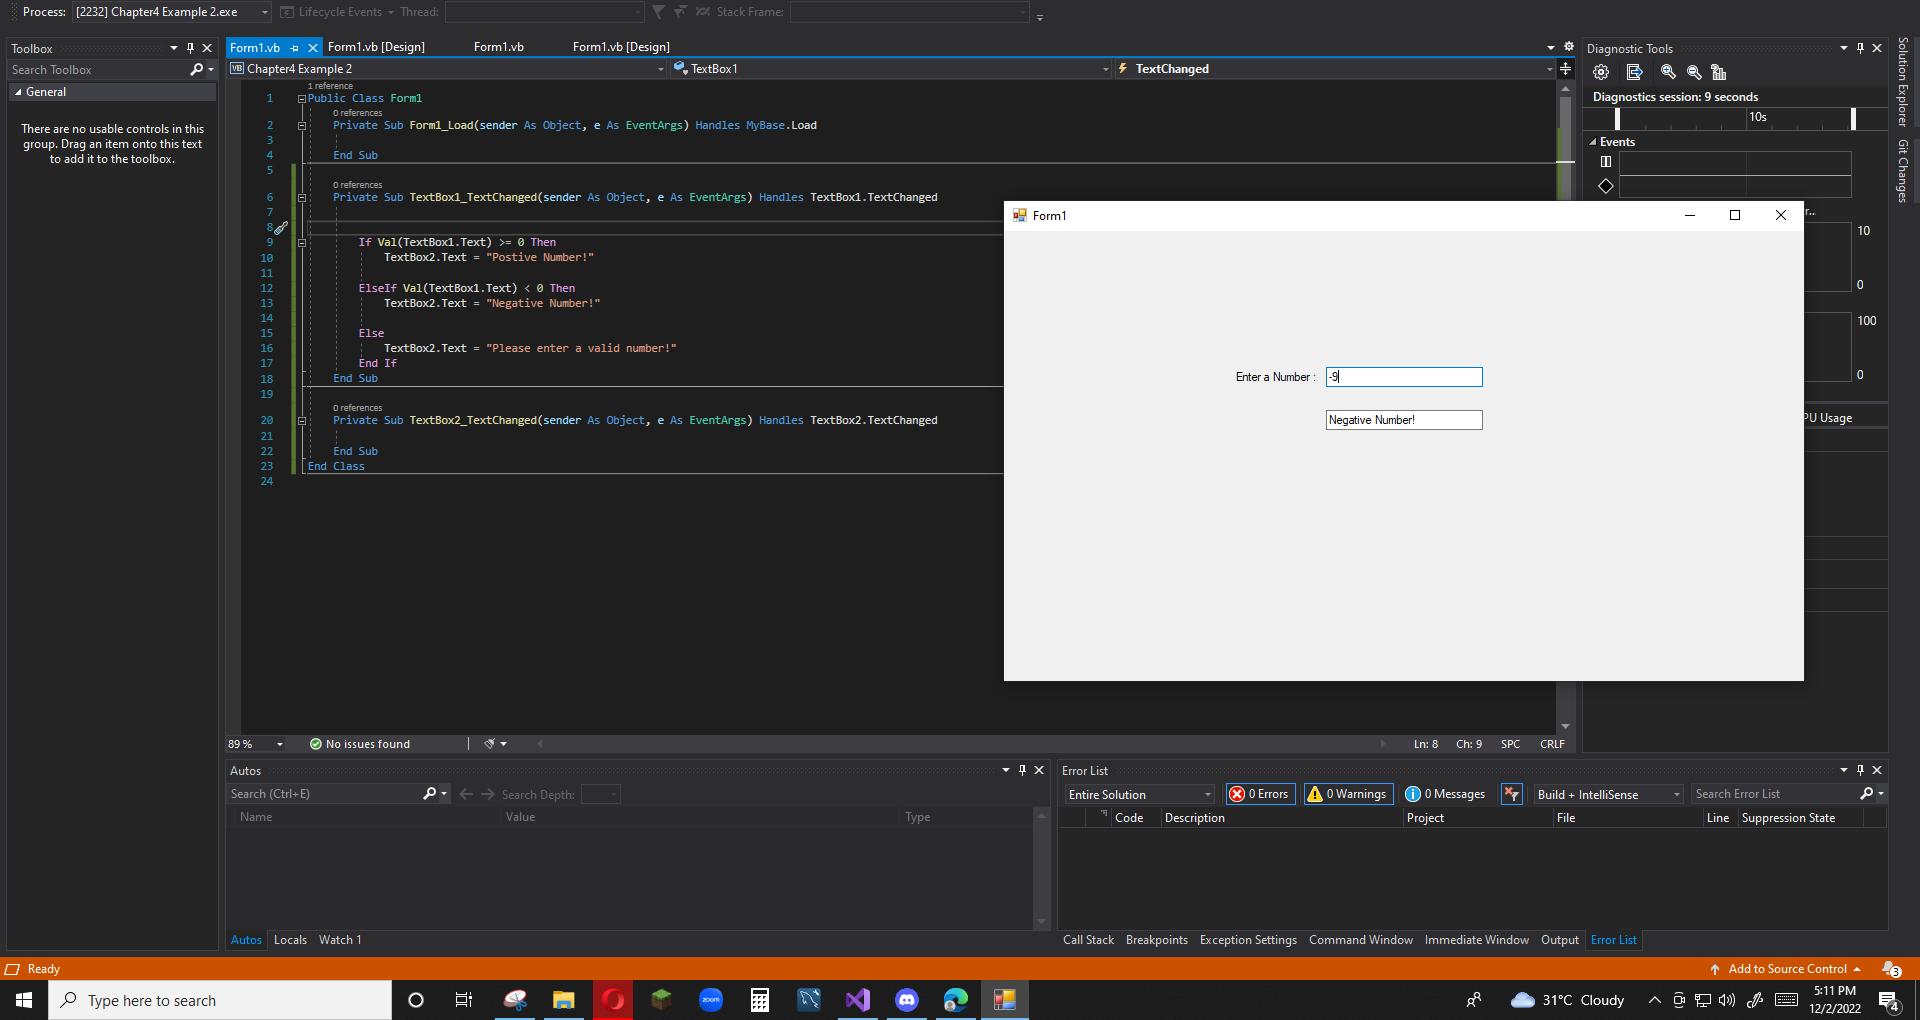 Process: [2232] Chapter4 Example 2.exe Lifecycle Events Thread: Stack Frame:
Toolbox
Search Toolbox
General
There are no usable controls in this
group. Drag an item onto this text
to add it to the toolbox.
Form1.vb Form1.vb [Design] Form1.vb Form1.vb [Design]
VB Chapter4 Example 2 TextBox1 TextChanged
1 reference
1 Public Class Form1
0 references
2 Private Sub Form1_Load(sender As Object, e As EventArgs) Handles MyBase.Load
3
4 End Sub
5
0 references
6 Private Sub TextBox1_TextChanged(sender As Object, e As EventArgs) Handles TextBox1.TextChanged
7
8
9 If Val(TextBox1.Text) >= 0 Then
10 TextBox2.Text = "Postive Number!"
11
12 ElseIf Val(TextBox1.Text) < 0 Then
13 TextBox2.Text = "Negative Number!"
14
15 Else
16 TextBox2.Text = "Please enter a valid number!"
17 End If
18 End Sub
19
0 references
20 Private Sub TextBox2_TextChanged(sender As Object, e As EventArgs) Handles TextBox2.TextChanged
21
22 End Sub
23 End Class
24
89 % No issues found Ln: 8 Ch: 9 SPC CRLF
Form1
Enter a Number : -9
Negative Number!
Diagnostic Tools
Diagnostics session: 9 seconds
10s
Events
r...
10
0
100
0
PU Usage
Solution Explorer
Git Changes
Autos
Search (Ctrl+E) Search Depth:
Name Value Type
Autos Locals Watch 1
Error List
Entire Solution 0 Errors 0 Warnings 0 Messages Build + IntelliSense Search Error List
Code Description Project File Line Suppression State
Call Stack Breakpoints Exception Settings Command Window Immediate Window Output Error List
Ready Add to Source Control 3
Type here to search zoom 31°C Cloudy
5:11 PM
12/2/2022
4